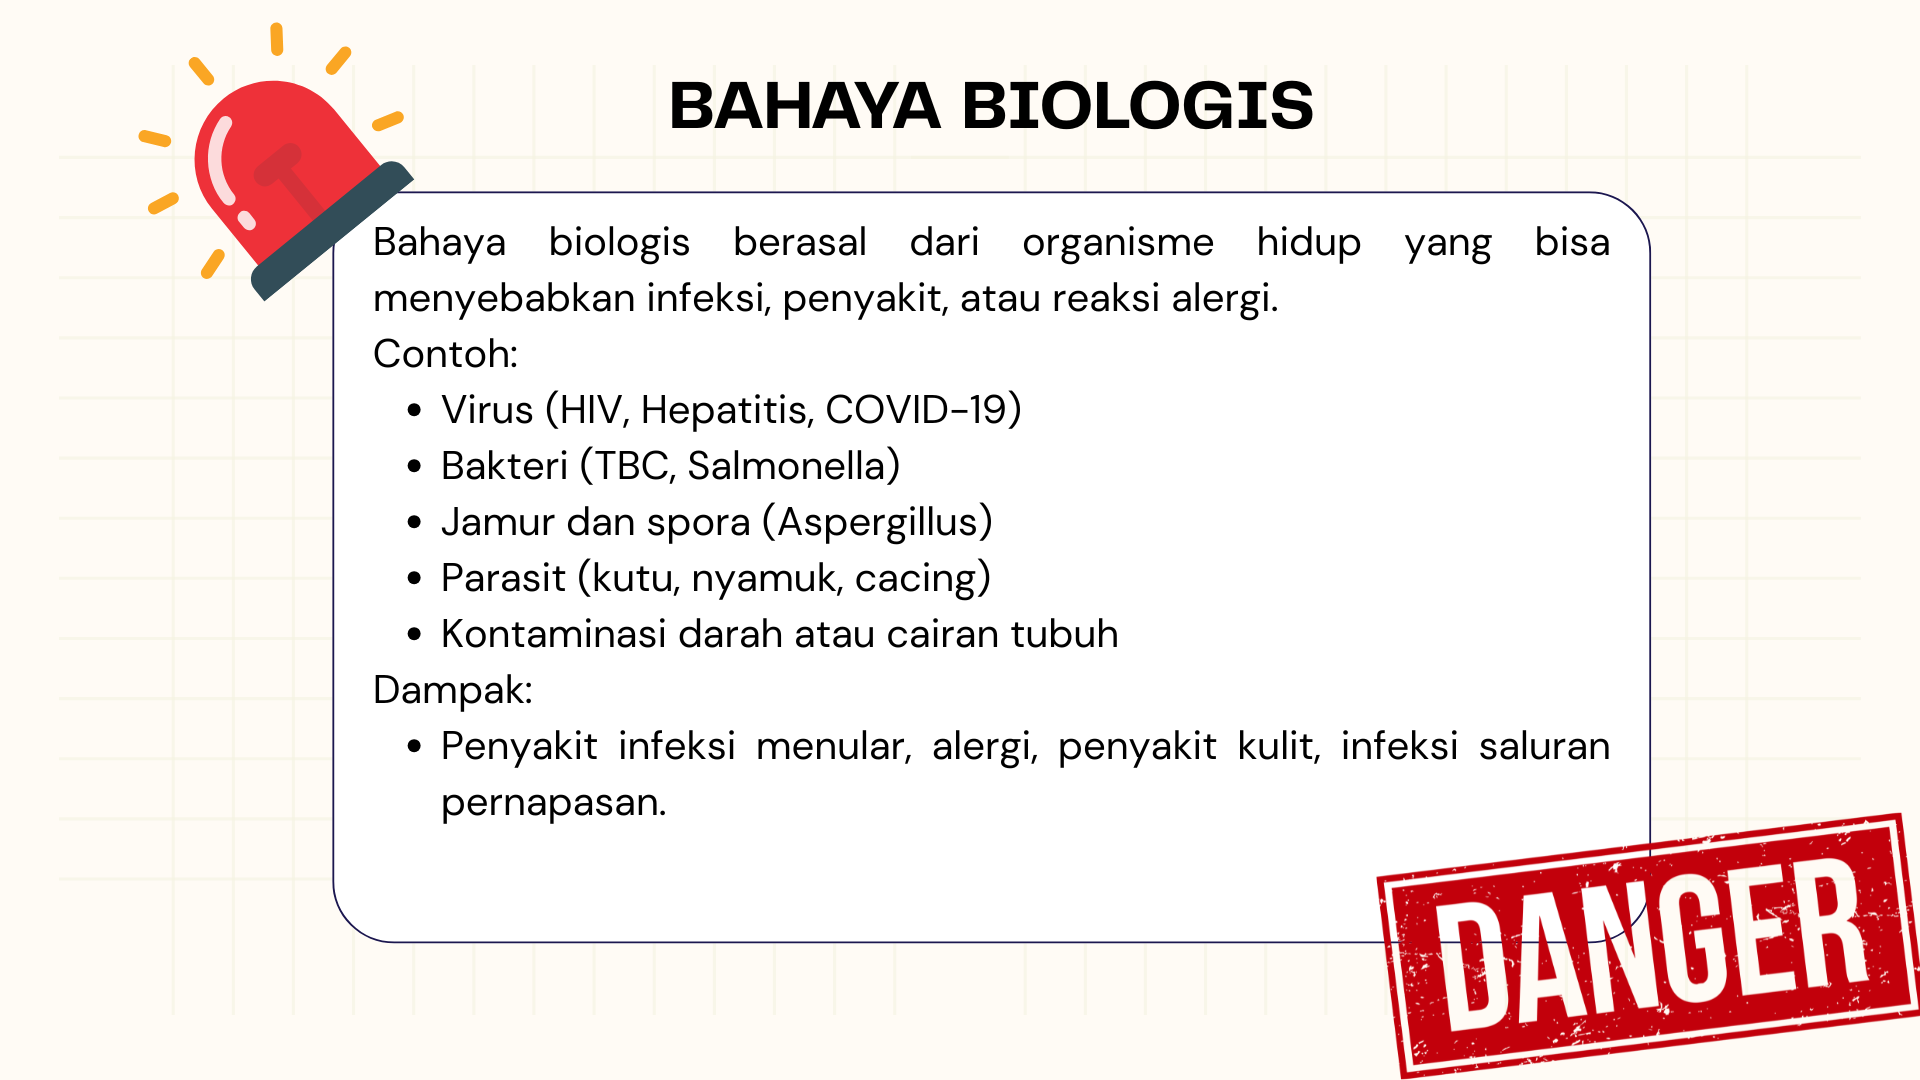 BAHAYA BIOLOGIS
Bahaya biologis berasal dari organisme hidup yang bisa
menyebabkan infeksi, penyakit, atau reaksi alergi.
Contoh:
• Virus (HIV, Hepatitis, COVID-19)
• Bakteri (TBC, Salmonella)
• Jamur dan spora (Aspergillus)
• Parasit (kutu, nyamuk, cacing)
• Kontaminasi darah atau cairan tubuh
Dampak:
• Penyakit infeksi menular, alergi, penyakit kulit, infeksi saluran
pernapasan.
DANGER